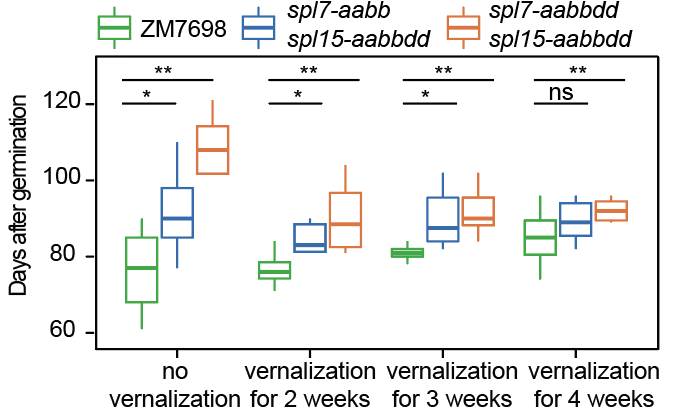 ZM7698
spl7-aabb
spl15-aabbdd
spl7-aabbdd
spl15-aabbdd
Days after germination
120
100
80
60
**
*
**
*
**
*
**
ns
no
vernalization
vernalization
for 2 weeks
vernalization
for 3 weeks
vernalization
for 4 weeks